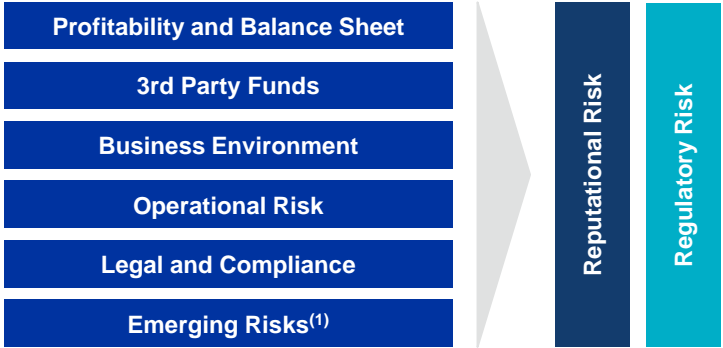 Profitability and Balance Sheet
3rd Party Funds
Business Environment
Operational Risk
Legal and Compliance
Emerging Risks(1)
Reputational Risk
Regulatory Risk